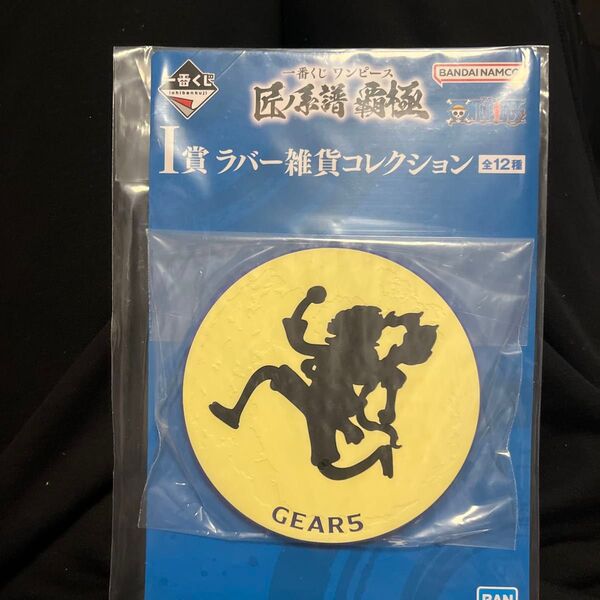 一番くじ
ichibankuji
一番くじ ワンピース
匠ノ系譜 覇極
BANDAI NAMCO
I賞 ラバー雑貨コレクション 全12種
GEAR5
BAN